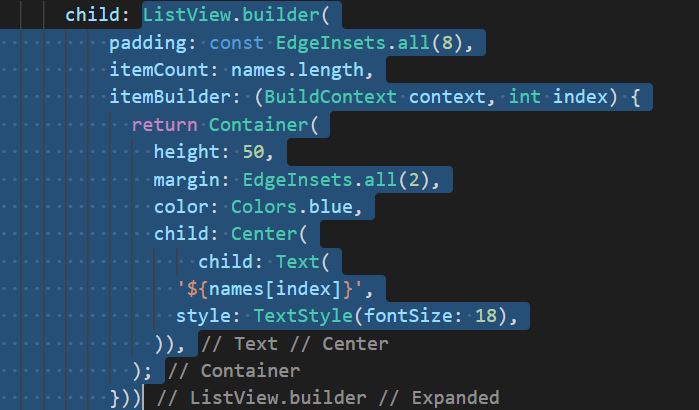 child: ListView.builder(
padding: const EdgeInsets.all(8),
itemCount: names.length,
itemBuilder: (BuildContext context, int index) {
return Container(
height: 50,
margin: EdgeInsets.all(2),
color: Colors.blue,
child: Center(
child: Text(
'${names[index]}',
style: TextStyle(fontSize: 18),
)), // Text // Center
); // Container
})) // ListView.builder // Expanded